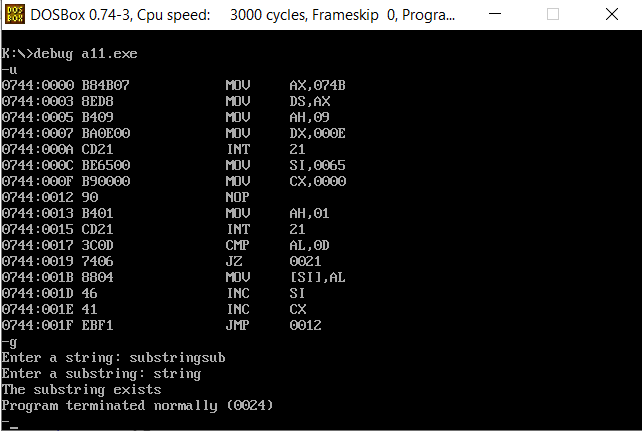 DOSBox 0.74-3, Cpu speed: 3000 cycles, Frameskip 0, Progra...
K:\>debug a11.exe
-u
0744:0000 B84B07 MOV AX,074B
0744:0003 8ED8 MOV DS,AX
0744:0005 B409 MOV AH,09
0744:0007 BA0E00 MOV DX,000E
0744:000A CD21 INT 21
0744:000C BE6500 MOV SI,0065
0744:000F B90000 MOV CX,0000
0744:0012 90 NOP
0744:0013 B401 MOV AH,01
0744:0015 CD21 INT 21
0744:0017 3C0D CMP AL,0D
0744:0019 7406 JZ 0021
0744:001B 8804 MOV [SI],AL
0744:001D 46 INC SI
0744:001E 41 INC CX
0744:001F EBF1 JMP 0012
-g
Enter a string: substringsub
Enter a substring: string
The substring exists
Program terminated normally (0024)
-_